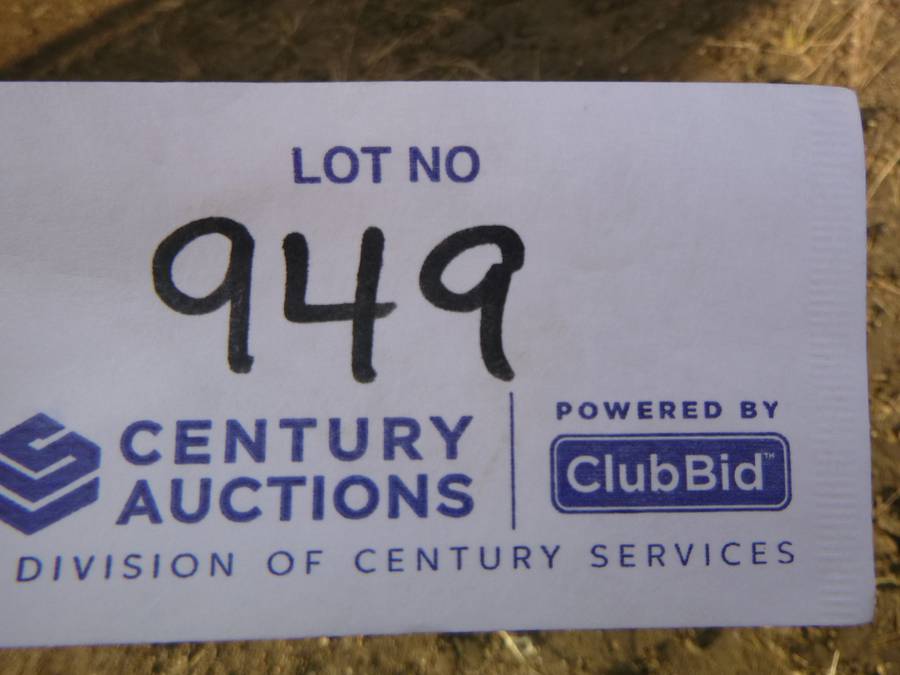 LOT NO
949
CENTURY
AUCTIONS
POWERED BY
ClubBid™
DIVISION OF CENTURY SERVICES